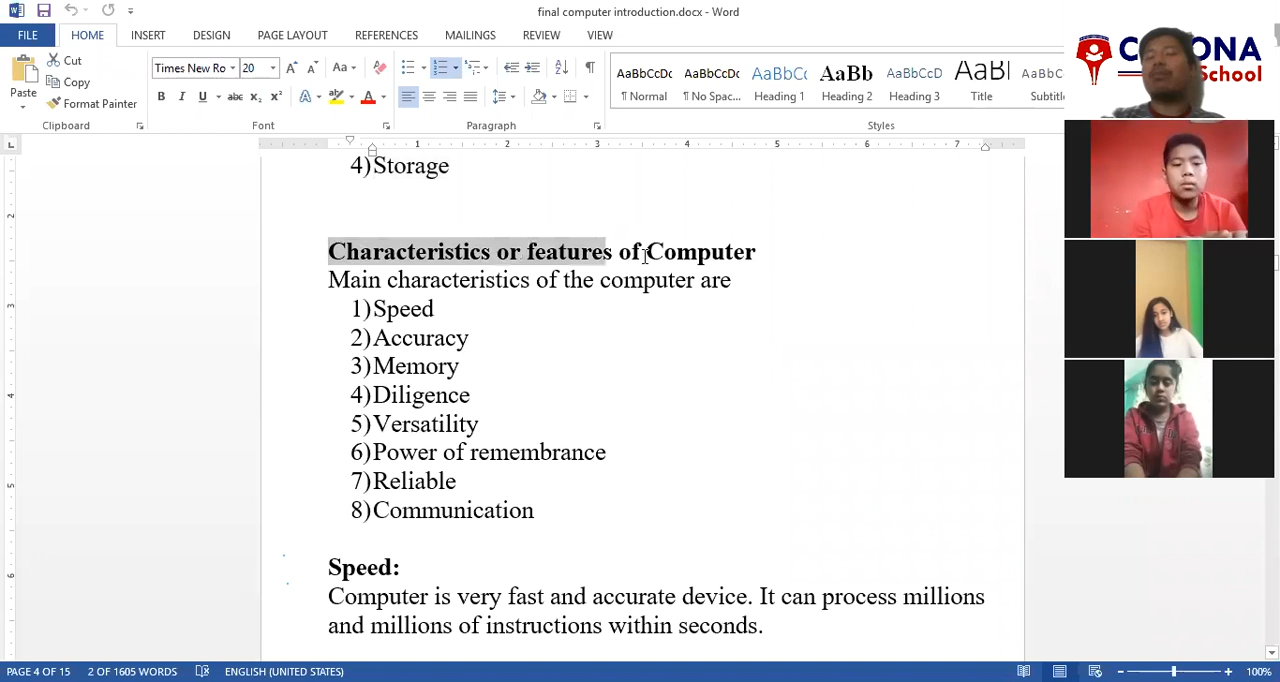 final computer introduction.docx - Word
FILE HOME INSERT DESIGN PAGE LAYOUT REFERENCES MAILINGS REVIEW VIEW
Cut
Copy
Format Painter
Paste
Times New Ro 20
AaBbCcDc AaBbCcDc AaBbCc AaBb AaBbCcD AaBl AaBbCc
¶ Normal ¶ No Spac... Heading 1 Heading 2 Heading 3 Title Subtitle
Clipboard Font Paragraph Styles
School
4) Storage
Characteristics or features of Computer
Main characteristics of the computer are
1) Speed
2) Accuracy
3) Memory
4) Diligence
5) Versatility
6) Power of remembrance
7) Reliable
8) Communication
Speed:
Computer is very fast and accurate device. It can process millions
and millions of instructions within seconds.
PAGE 4 OF 15 2 OF 1605 WORDS ENGLISH (UNITED STATES) 100%